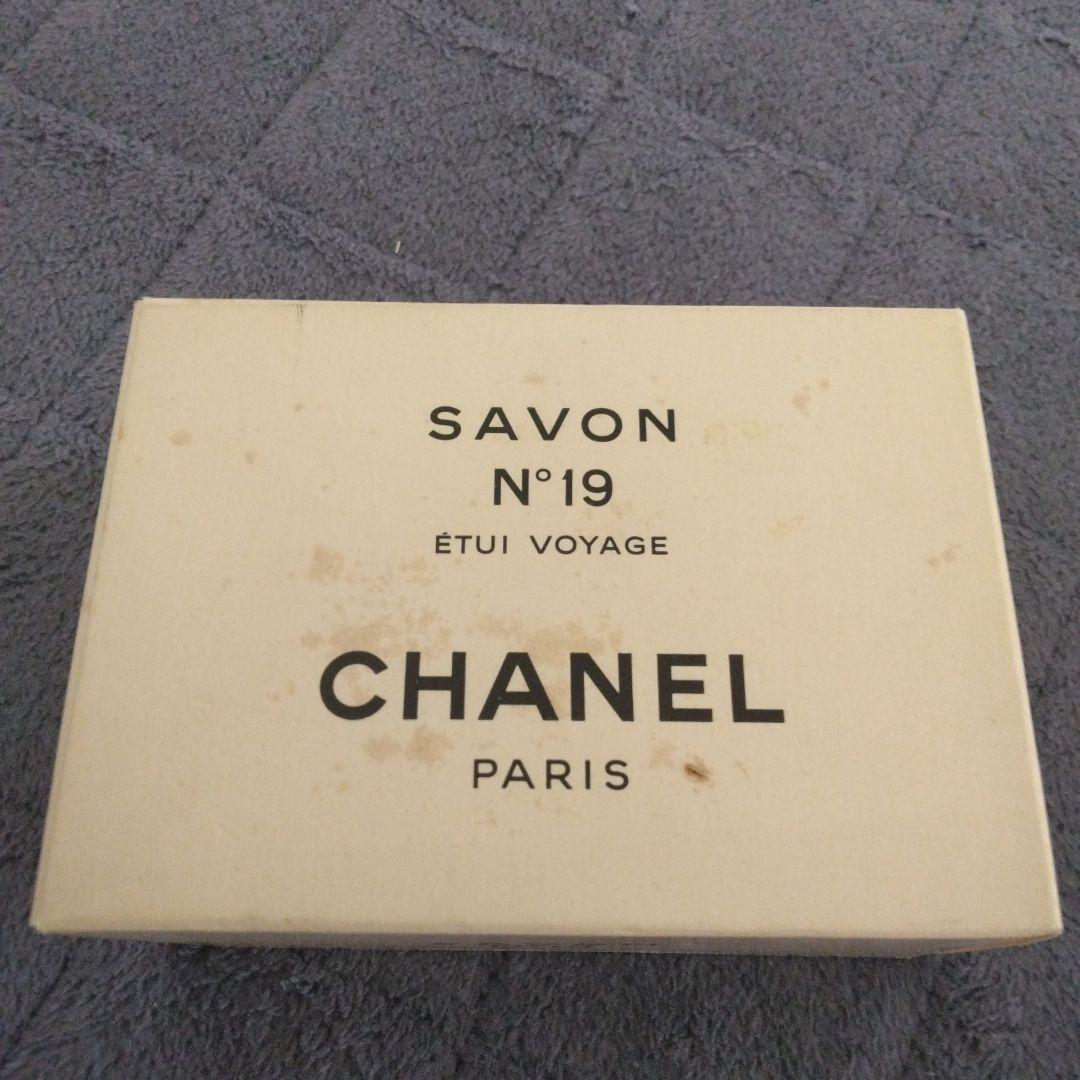 SAVON
N°19
ÉTUI VOYAGE
CHANEL
PARIS